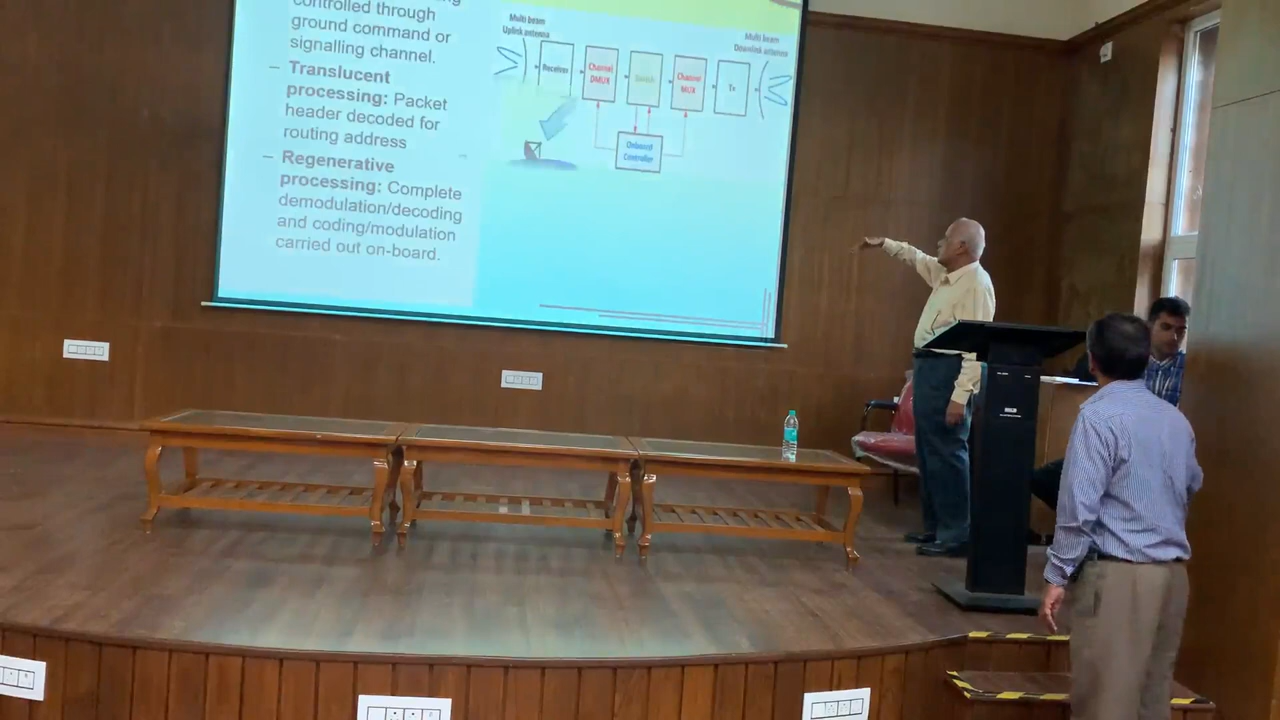 controlled through
ground command or
signalling channel.
– Translucent
processing: Packet
header decoded for
routing address
– Regenerative
processing: Complete
demodulation/decoding
and coding/modulation
carried out on-board.
Multi beam
Uplink antenna
Multi beam
Downlink antenna
Receiver
Channel
DMUX
Switch
Channel
MUX
Tx
Onboard
Controller